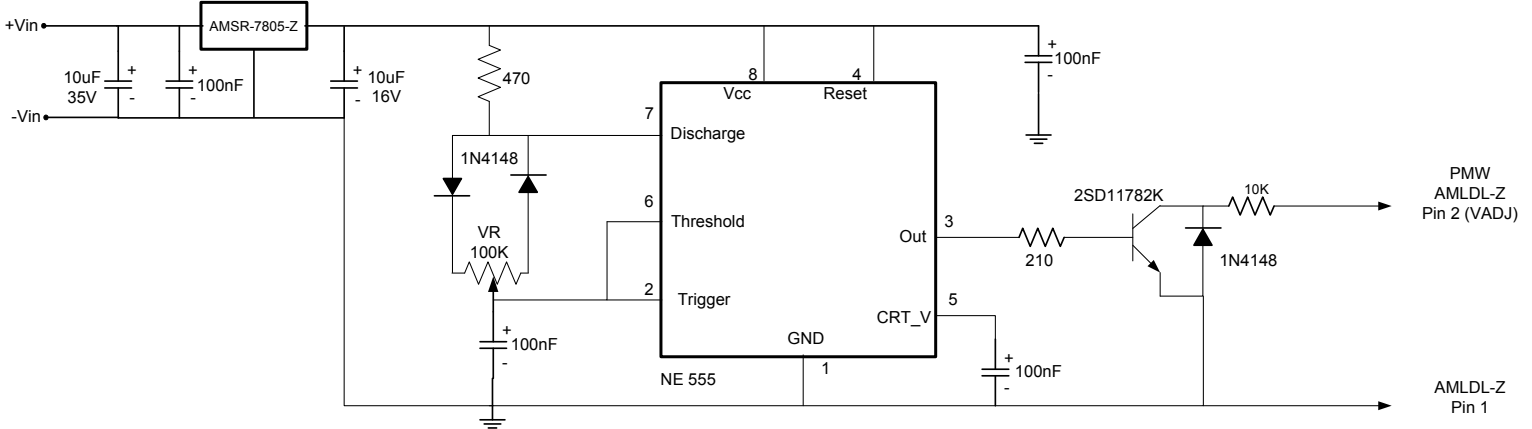 +Vin
AMSR-7805-Z
+
10uF
35V
-
+
100nF
-
+
10uF
16V
-
-Vin
470
8
Vcc
4
Reset
+
100nF
-
7
Discharge
1N4148
6
Threshold
VR
100K
2
Trigger
+
100nF
-
Out
3
210
2SD11782K
10K
1N4148
PMW
AMLDL-Z
Pin 2 (VADJ)
5
CRT_V
GND
1
NE 555
+
100nF
-
AMLDL-Z
Pin 1